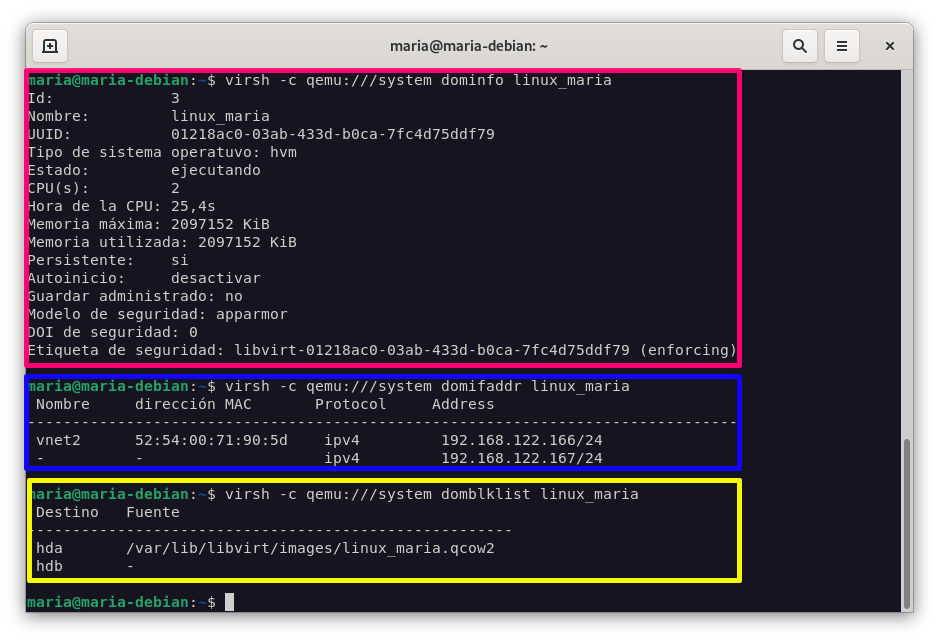 maria@maria-debian: ~
maria@maria-debian:~$ virsh -c qemu:///system dominfo linux_maria
Id:             3
Nombre:         linux_maria
UUID:           01218ac0-03ab-433d-b0ca-7fc4d75ddf79
Tipo de sistema operatuvo: hvm
Estado:         ejecutando
CPU(s):         2
Hora de la CPU: 25,4s
Memoria máxima: 2097152 KiB
Memoria utilizada: 2097152 KiB
Persistente:    si
Autoinicio:     desactivar
Guardar administrado: no
Modelo de seguridad: apparmor
DOI de seguridad: 0
Etiqueta de seguridad: libvirt-01218ac0-03ab-433d-b0ca-7fc4d75ddf79 (enforcing)
maria@maria-debian:~$ virsh -c qemu:///system domifaddr linux_maria
 Nombre     dirección MAC       Protocol     Address
-------------------------------------------------------------------------------
 vnet2      52:54:00:71:90:5d    ipv4         192.168.122.166/24
 -          -                    ipv4         192.168.122.167/24
maria@maria-debian:~$ virsh -c qemu:///system domblklist linux_maria
 Destino   Fuente
------------------------------------------------------
 hda       /var/lib/libvirt/images/linux_maria.qcow2
 hdb       -
maria@maria-debian:~$